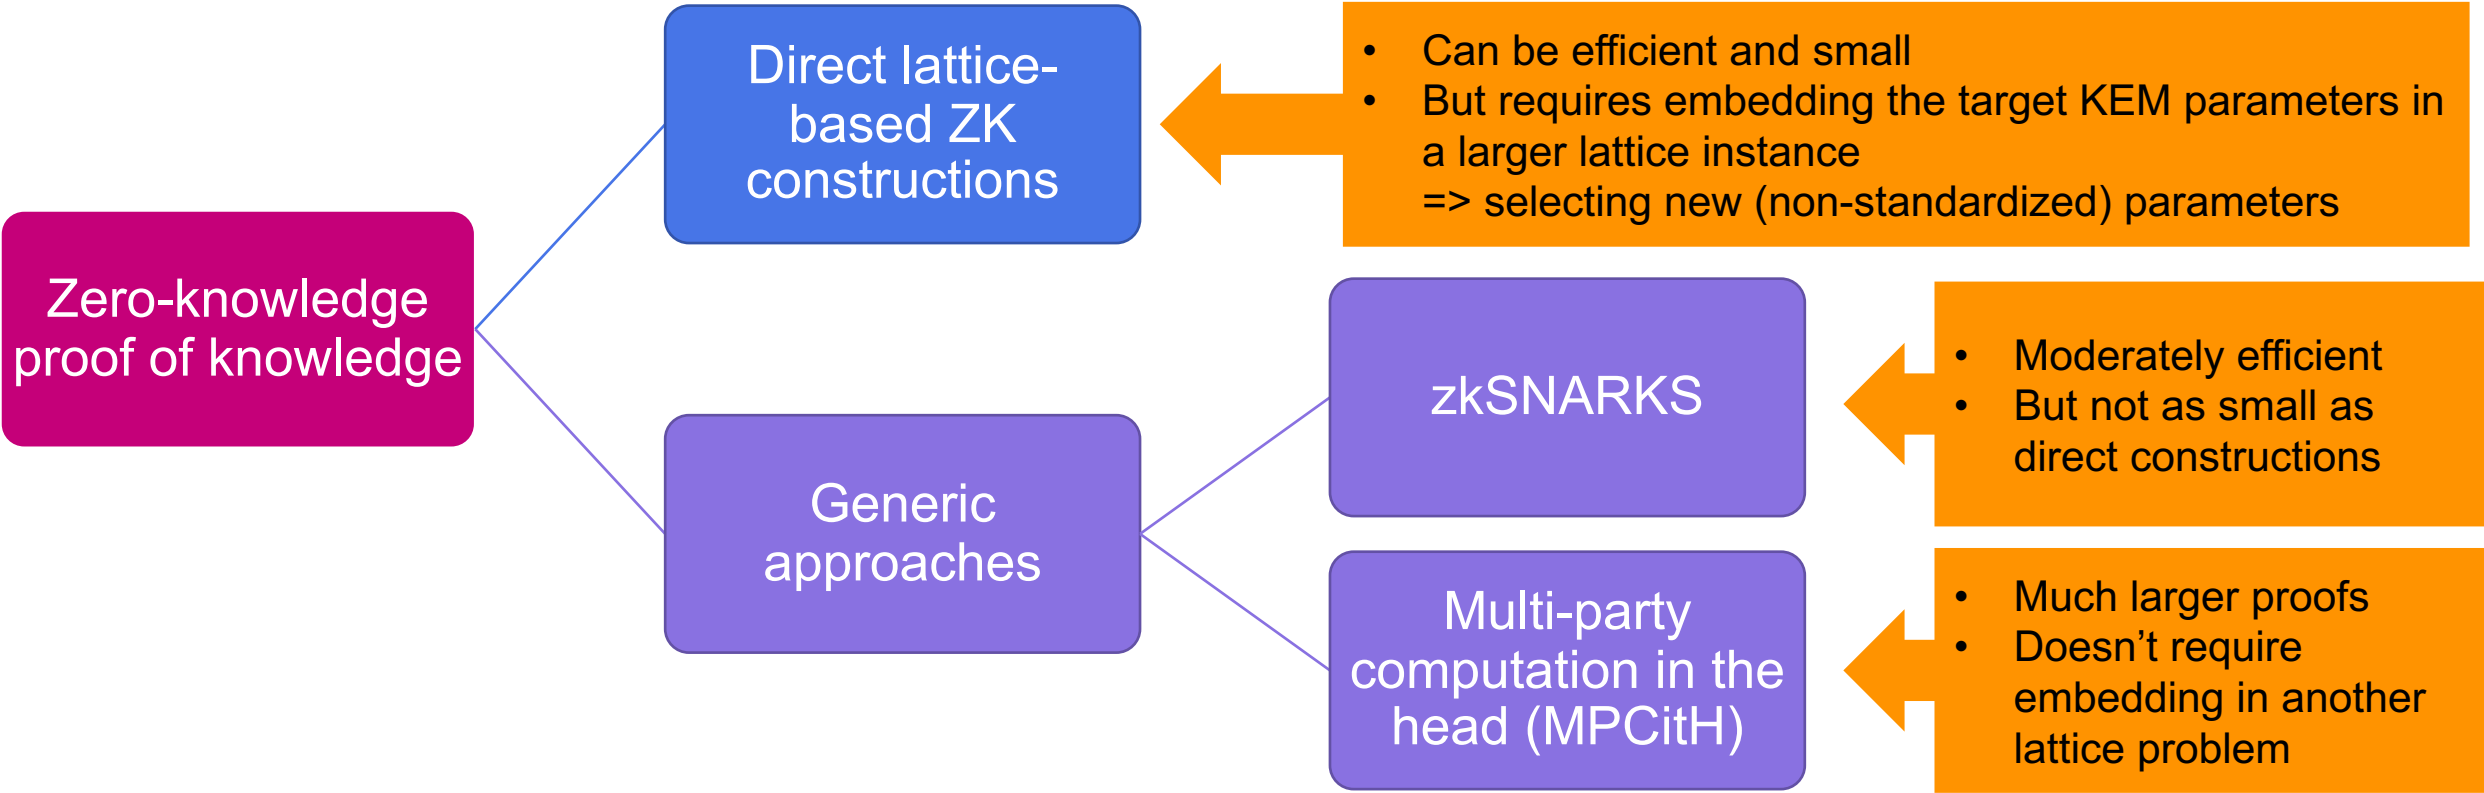 Direct lattice-
based ZK
constructions
• Can be efficient and small
• But requires embedding the target KEM parameters in
a larger lattice instance
=> selecting new (non-standardized) parameters
Zero-knowledge
proof of knowledge
zkSNARKS
• Moderately efficient
• But not as small as
direct constructions
Generic
approaches
Multi-party
computation in the
head (MPCitH)
• Much larger proofs
• Doesn’t require
embedding in another
lattice problem